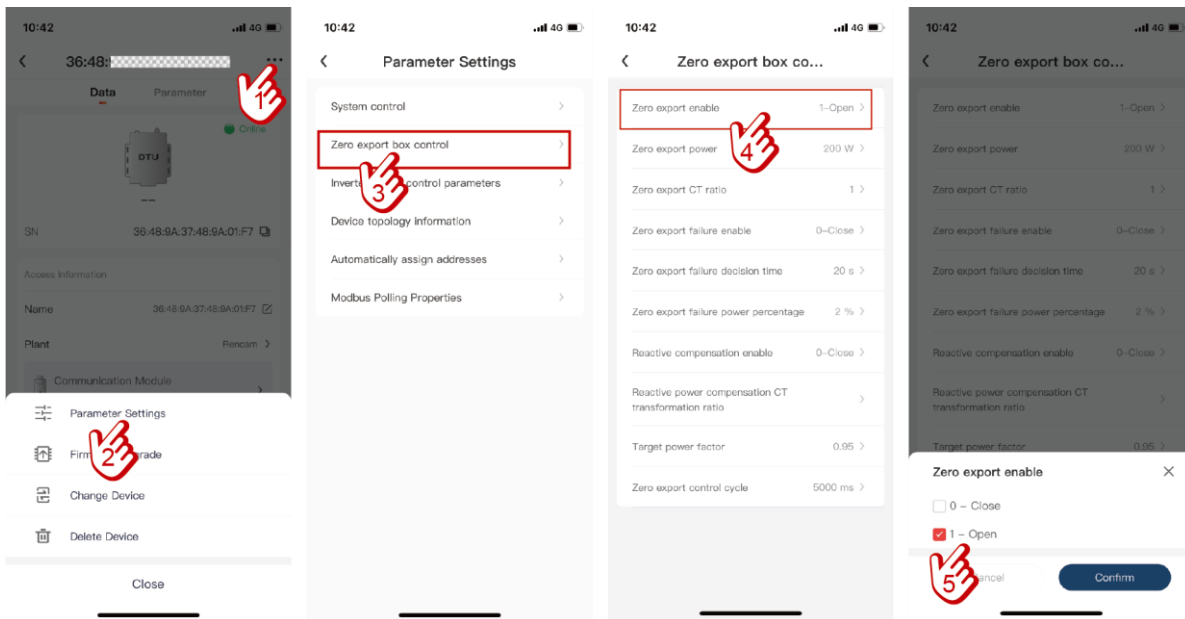 10:42
4G
36:48:
1
Data
Parameter
Online
DTU
--
SN
36:48:9A:37:48:9A:01:F7
Access Information
Name
36:48:9A:37:48:9A:01:F7
Plant
Rencam
Communication Module
Parameter Settings
2
Change Device
Delete Device
Close
10:42
4G
Parameter Settings
System control
Zero export box control
3
control parameters
Device topology information
Automatically assign addresses
Modbus Polling Properties
10:42
4G
Zero export box co...
Zero export enable
1-Open
4
Zero export power
200 W
Zero export CT ratio
1
Zero export failure enable
0-Close
Zero export failure decision time
20 s
Zero export failure power percentage
2 %
Reactive compensation enable
0-Close
Reactive power compensation CT
transformation ratio
Target power factor
0.95
Zero export control cycle
5000 ms
10:42
4G
Zero export box co...
Zero export enable
1-Open
Zero export power
200 W
Zero export CT ratio
1
Zero export failure enable
0-Close
Zero export failure decision time
20 s
Zero export failure power percentage
2 %
Reactive compensation enable
0-Close
Reactive power compensation CT
transformation ratio
Target power factor
0.95
Zero export enable
0 – Close
1 – Open
5
Confirm